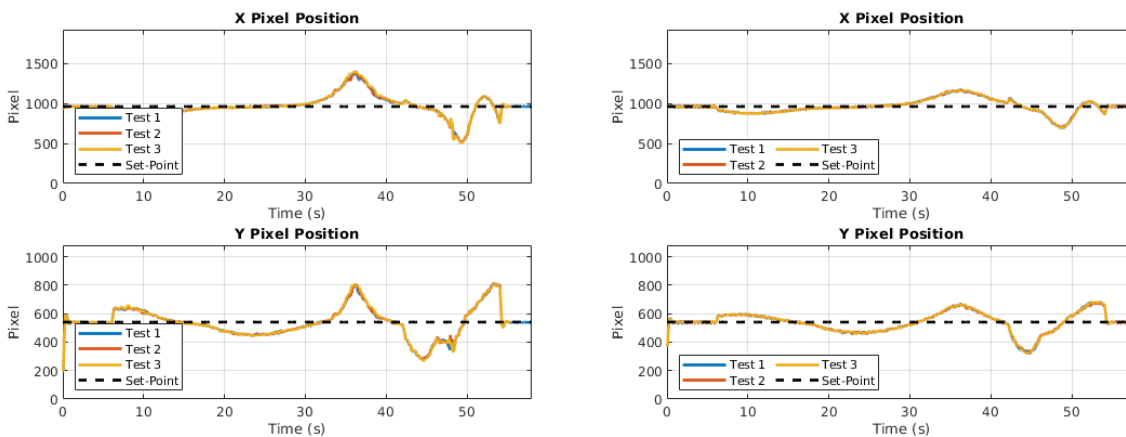 X Pixel Position
1500
1000
500
0
Pixel
Test 1
Test 2
Test 3
Set-Point
0 10 20 30 40 50
Time (s)
X Pixel Position
1500
1000
500
0
Pixel
Test 1 Test 3
Test 2 Set-Point
0 10 20 30 40 50
Time (s)
Y Pixel Position
1000
800
600
400
200
0
Pixel
Test 1
Test 2
Test 3
Set-Point
0 10 20 30 40 50
Time (s)
Y Pixel Position
1000
800
600
400
200
0
Pixel
Test 1 Test 3
Test 2 Set-Point
0 10 20 30 40 50
Time (s)